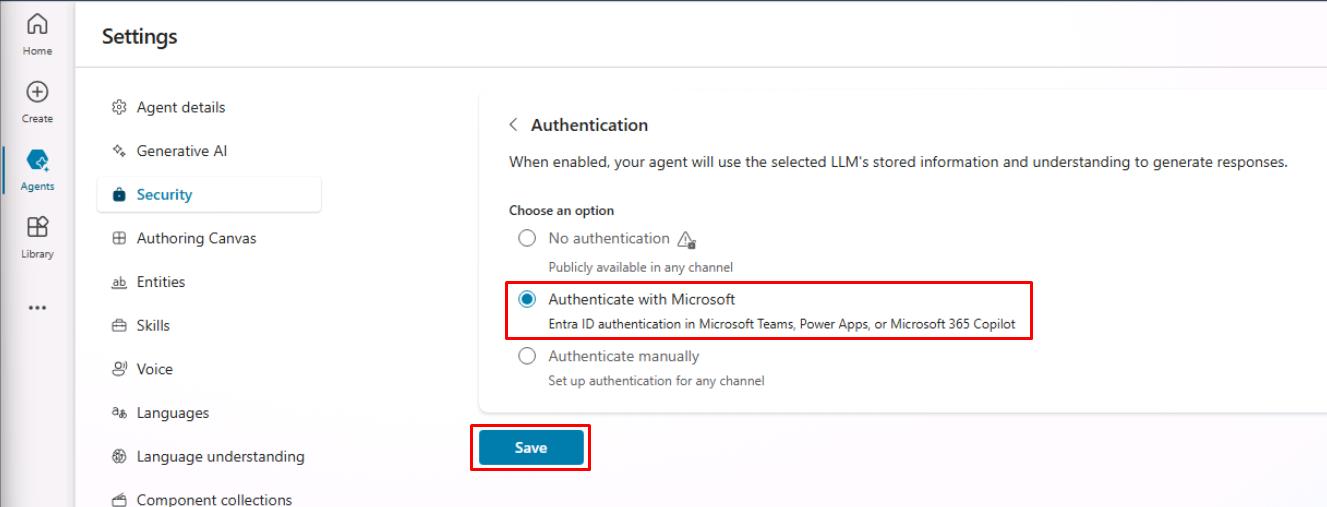 Settings
Home
Create
Agents
Library
Agent details
Generative AI
Security
Authoring Canvas
ab Entities
Skills
Voice
Languages
Language understanding
Component collections
Authentication
When enabled, your agent will use the selected LLM's stored information and understanding to generate responses.
Choose an option
No authentication
Publicly available in any channel
Authenticate with Microsoft
Entra ID authentication in Microsoft Teams, Power Apps, or Microsoft 365 Copilot
Authenticate manually
Set up authentication for any channel
Save